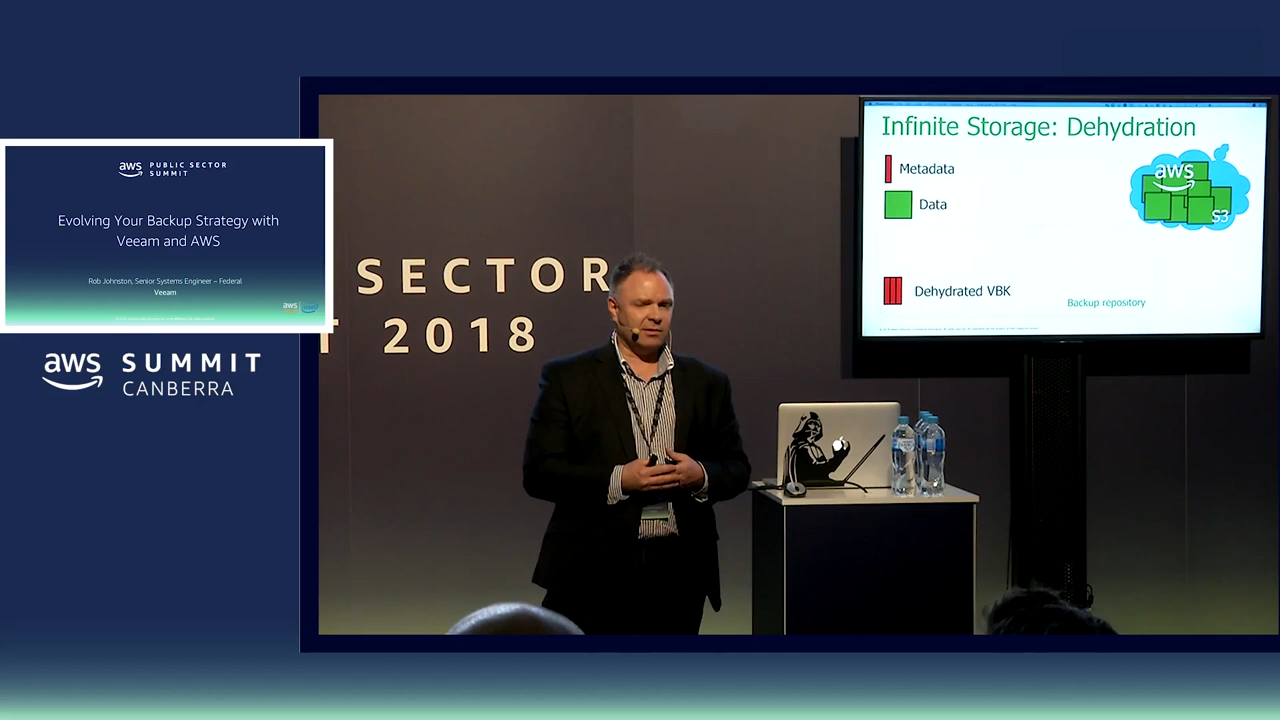 aws PUBLIC SECTOR
SUMMIT
Evolving Your Backup Strategy with
Veeam and AWS
Rob Johnston, Senior Systems Engineer – Federal
Veeam
aws
aws SUMMIT
CANBERRA
SECTOR
T 2018
Infinite Storage: Dehydration
Metadata
Data
aws
S3
Dehydrated VBK
Backup repository